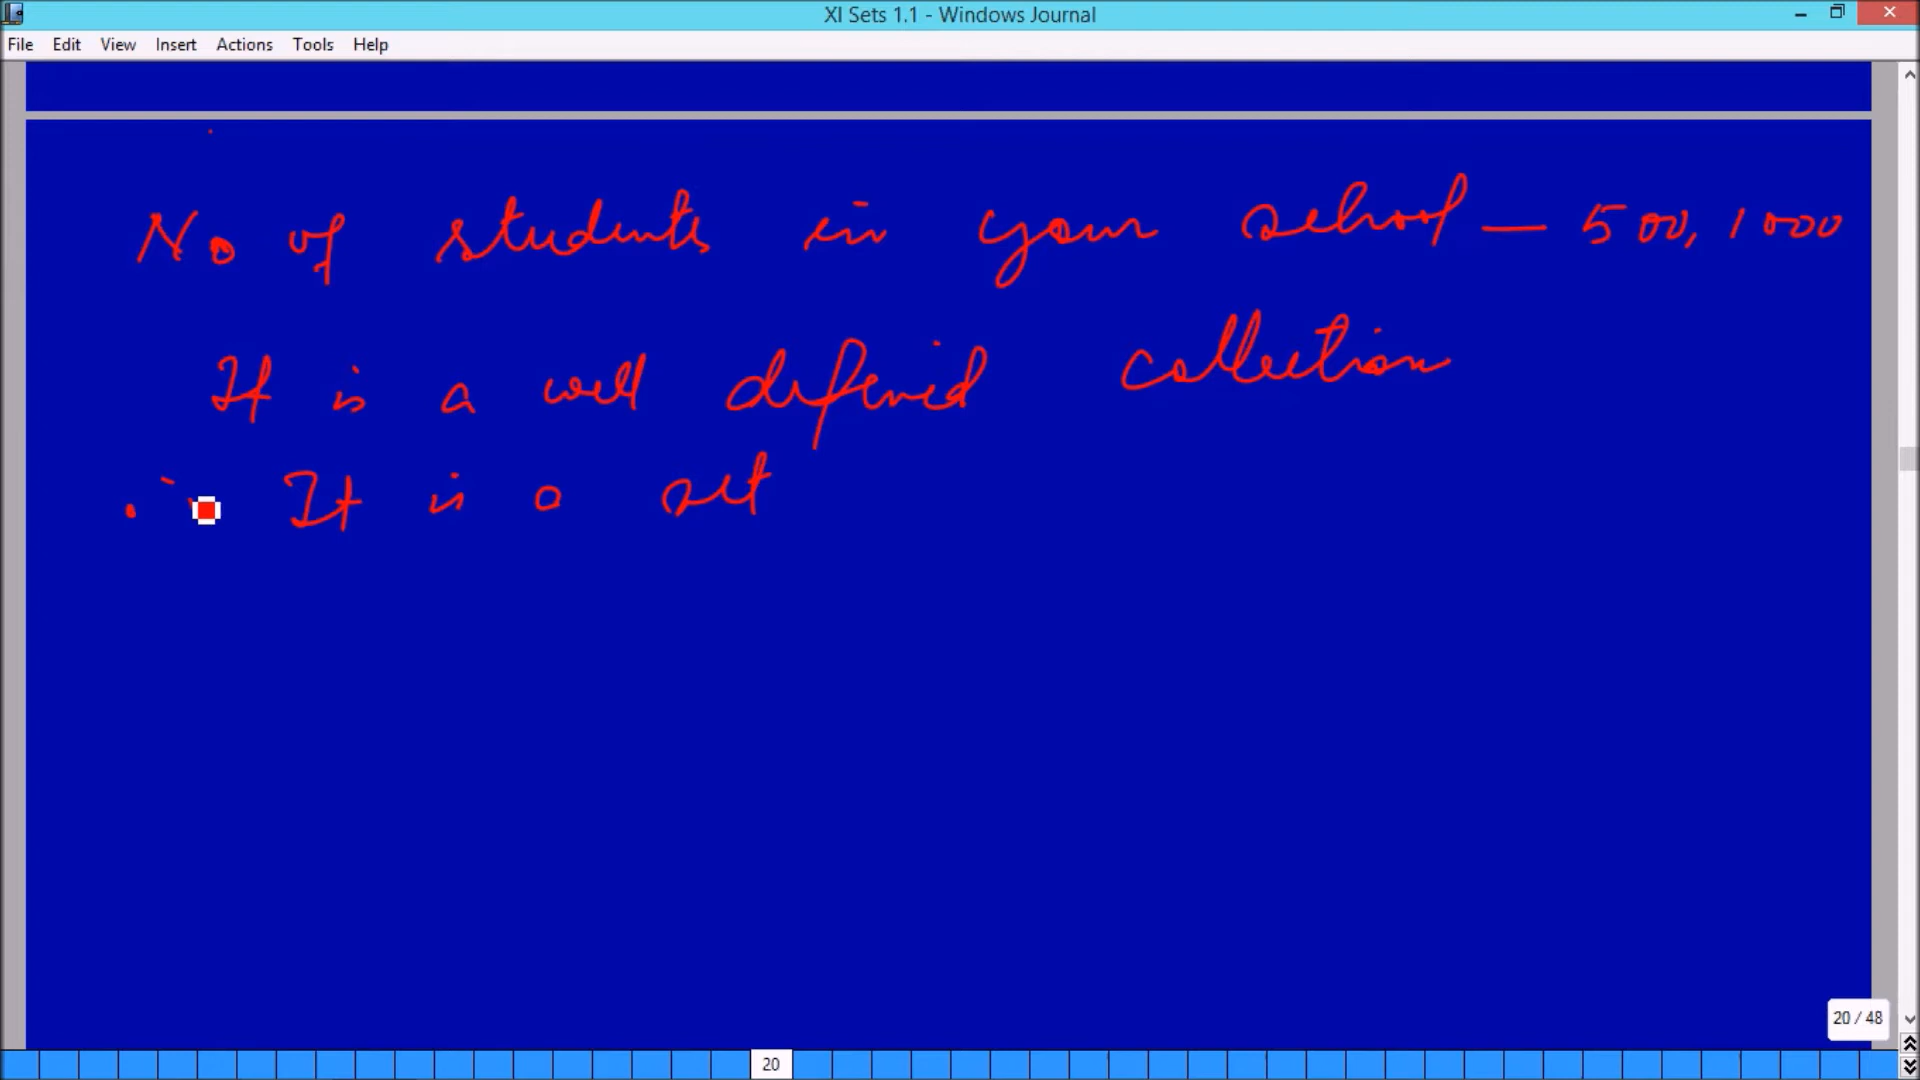 XI Sets 1.1 - Windows Journal
File Edit View Insert Actions Tools Help
No of students in your school — 500, 1000
It is a well defined collection
∴ It is a set
20 / 48
20